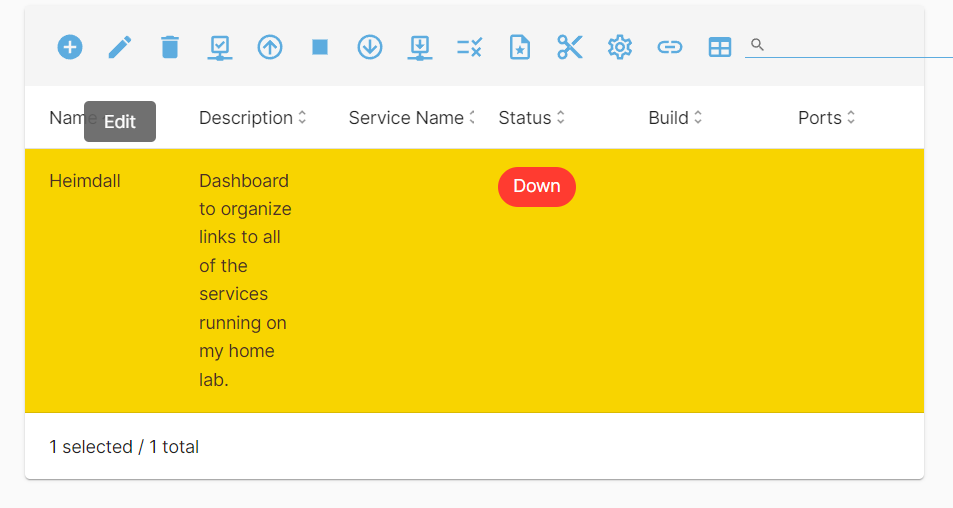 Name Description Service Name Status Build Ports
Edit
Heimdall Dashboard Down
to organize
links to all
of the
services
running on
my home
lab.
1 selected / 1 total